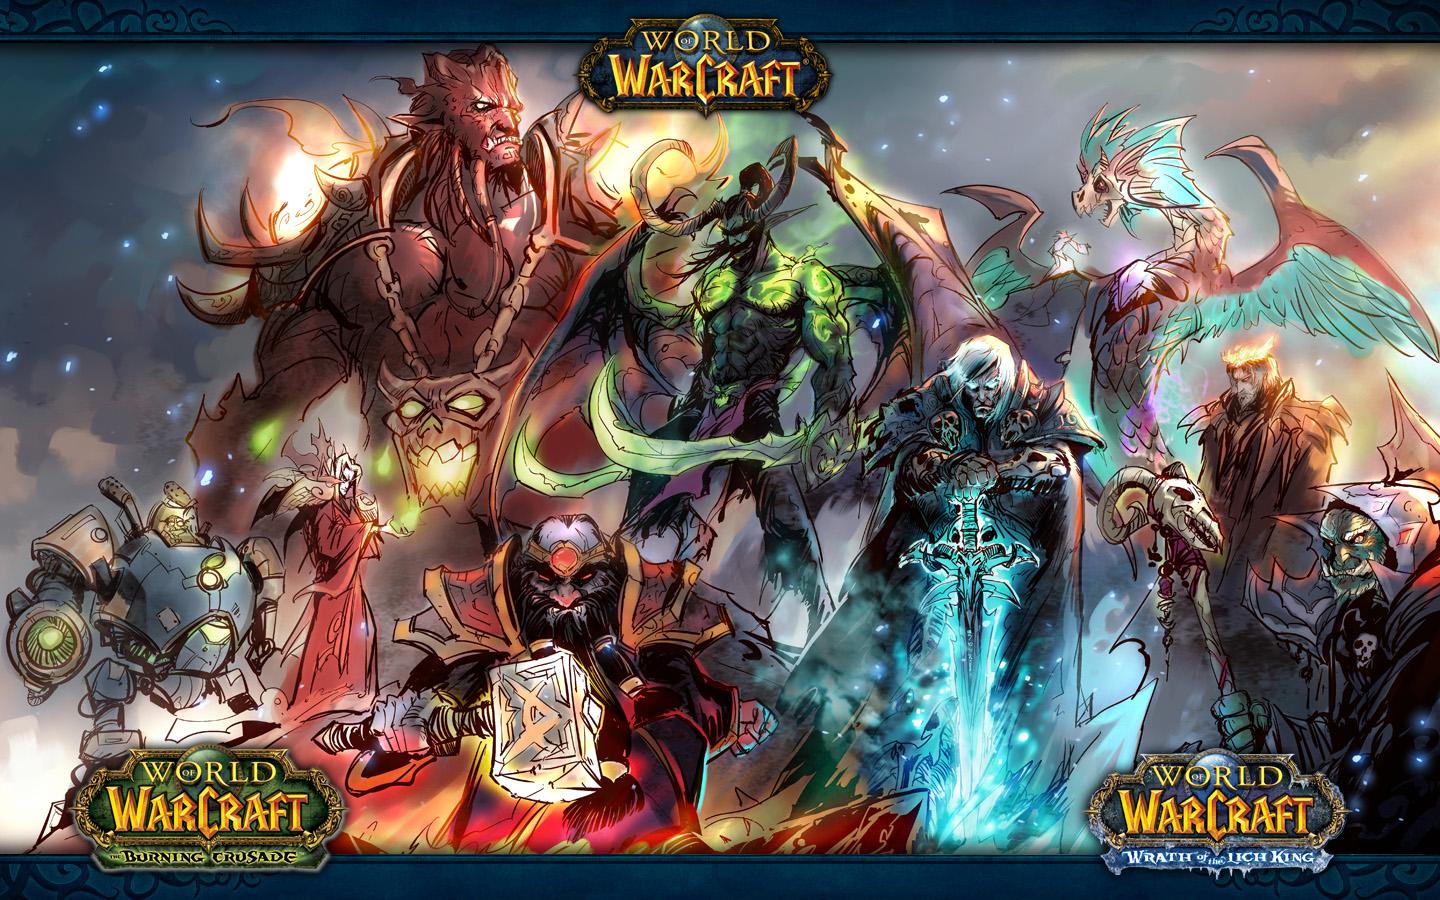 WORLD
OF
WARCRAFT®
WORLD
OF
WARCRAFT
THE BURNING CRUSADE
WORLD
OF
WARCRAFT
WRATH of the LICH KING